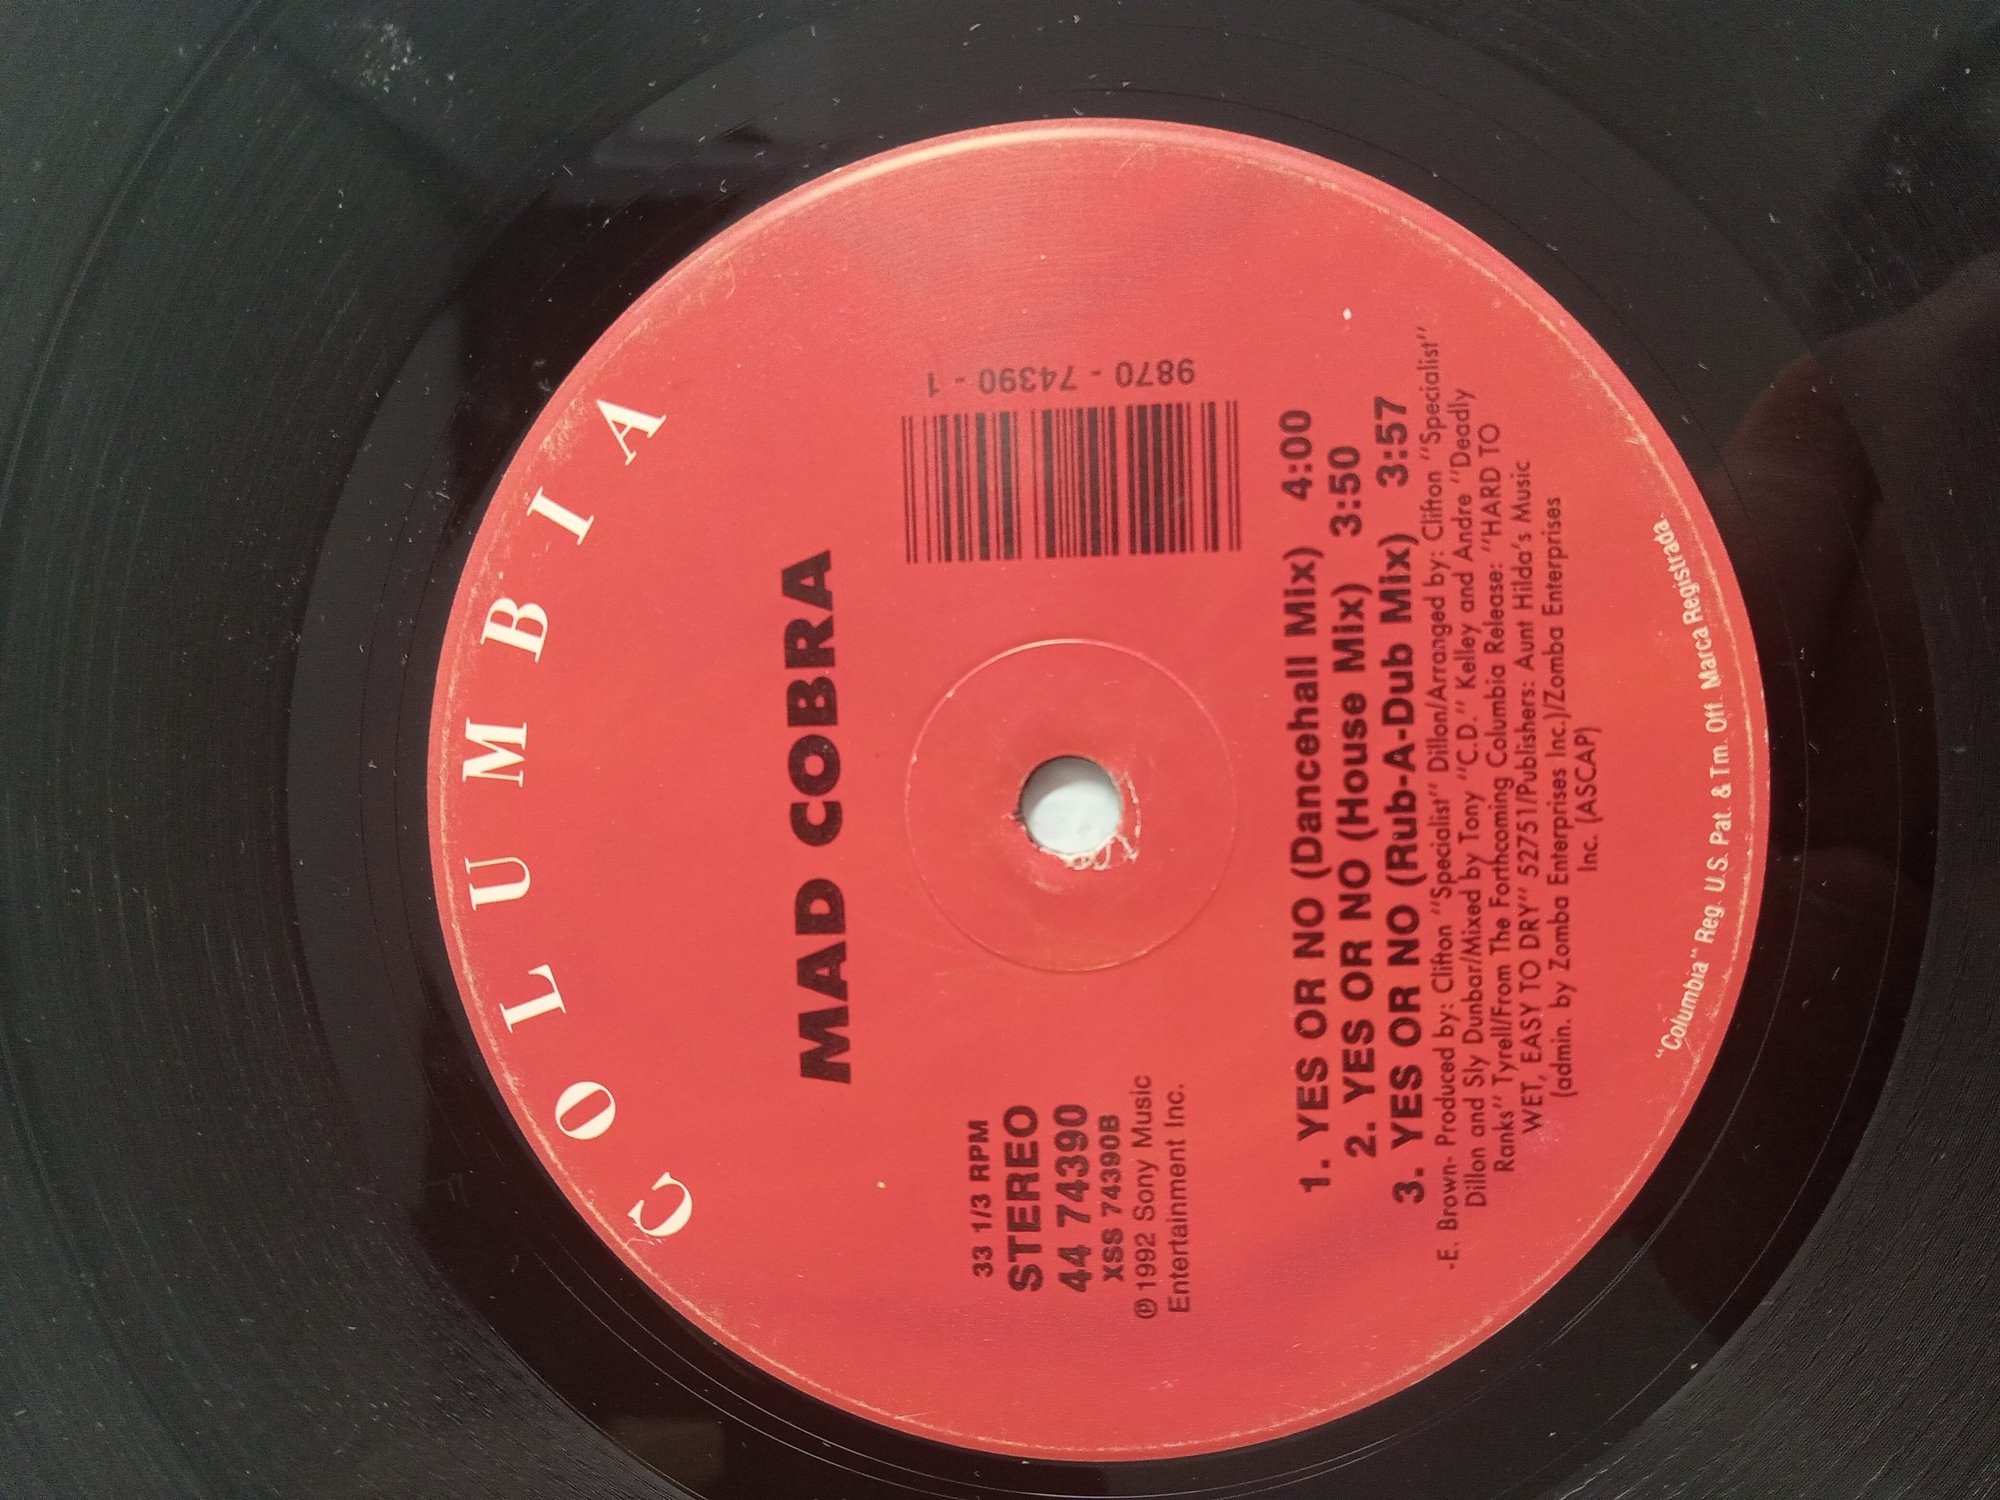 COLUMBIA
MAD COBRA
33 1/3 RPM
STEREO
44 74390
XSS 74390B
℗ 1992 Sony Music
Entertainment Inc.
9870 - 74390 - 1
1. YES OR NO (Dancehall Mix) 4:00
2. YES OR NO (House Mix) 3:50
3. YES OR NO (Rub-A-Dub Mix) 3:57
-E. Brown- Produced by: Clifton "Specialist" Dillon/Arranged by: Clifton "Specialist"
Dillon and Sly Dunbar/Mixed by Tony "C.D." Kelley and Andre "Deadly
Ranks" Tyrell/From The Forthcoming Columbia Release: "HARD TO
WET, EASY TO DRY" 52751/Publishers: Aunt Hilda's Music
(admin. by Zomba Enterprises Inc.)/Zomba Enterprises
Inc. (ASCAP)
"Columbia" Reg. U.S. Pat. & Tm. Off. Marca Registrada.